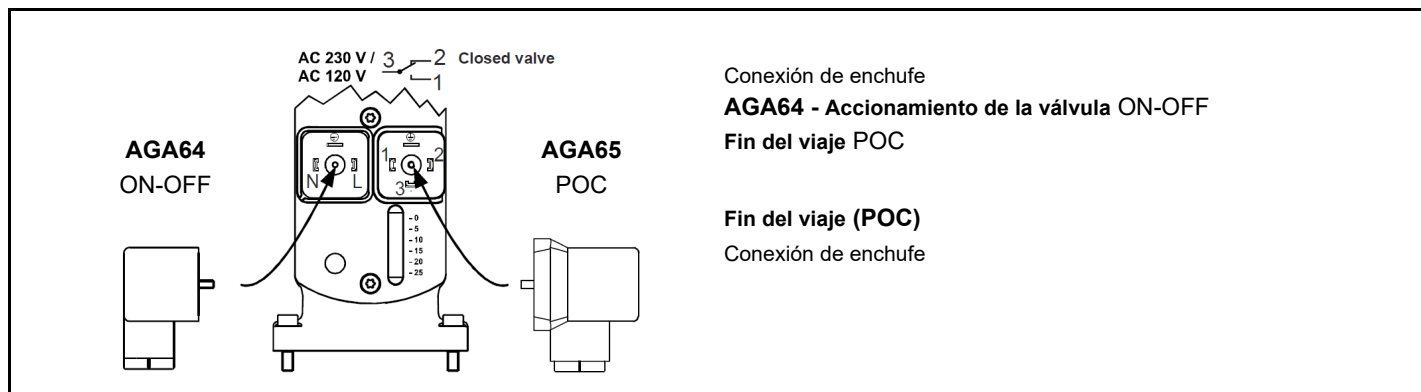 AC 230 V / 3 2 Closed valve
AC 120 V 1
AGA64
ON-OFF
N L
1 2
3
- 0
- 5
- 10
- 15
- 20
- 25
AGA65
POC
Conexión de enchufe
AGA64 - Accionamiento de la válvula ON-OFF
Fin del viaje POC
Fin del viaje (POC)
Conexión de enchufe